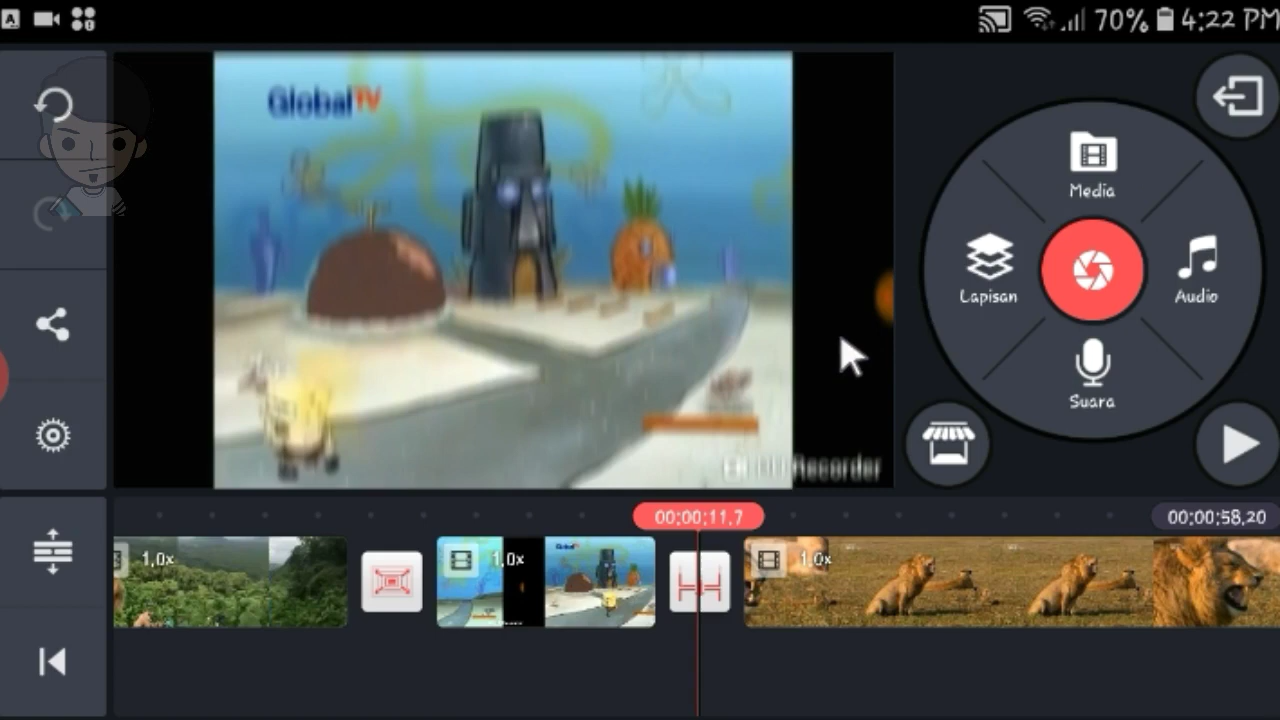 A
70% 4:22 PM
GlobalTV
Media
Lapisan
Audio
Suara
Recorder
00:00:11,7
00:00:58,20
1,0x
1,0x
1,0x